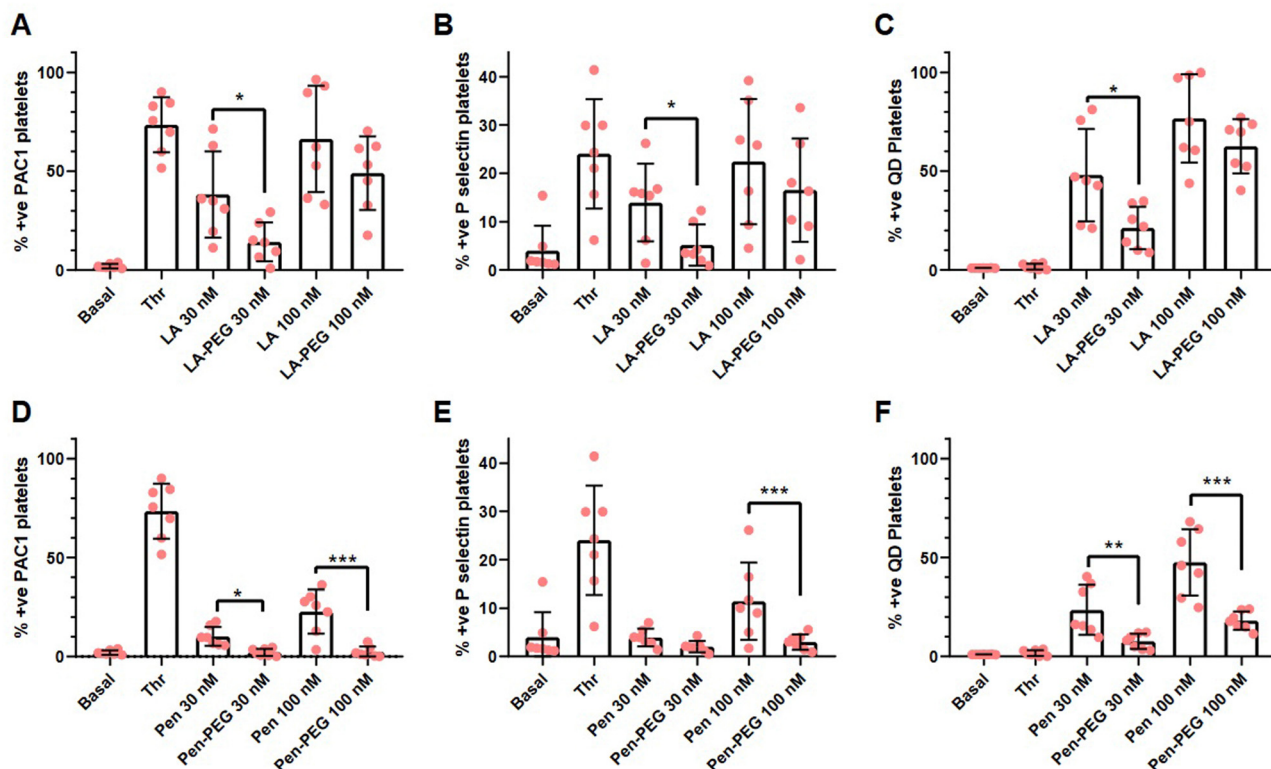 A
% +ve PAC1 platelets
100
50
0
*
Basal
Thr
LA 30 nM
LA-PEG 30 nM
LA 100 nM
LA-PEG 100 nM
B
% +ve P selectin platelets
40
30
20
10
0
*
Basal
Thr
LA 30 nM
LA-PEG 30 nM
LA 100 nM
LA-PEG 100 nM
C
% +ve QD Platelets
100
50
0
*
Basal
Thr
LA 30 nM
LA-PEG 30 nM
LA 100 nM
LA-PEG 100 nM
D
% +ve PAC1 platelets
100
50
0
*
***
Basal
Thr
Pen 30 nM
Pen-PEG 30 nM
Pen 100 nM
Pen-PEG 100 nM
E
% +ve P selectin platelets
40
30
20
10
0
***
Basal
Thr
Pen 30 nM
Pen-PEG 30 nM
Pen 100 nM
Pen-PEG 100 nM
F
% +ve QD Platelets
100
50
0
**
***
Basal
Thr
Pen 30 nM
Pen-PEG 30 nM
Pen 100 nM
Pen-PEG 100 nM